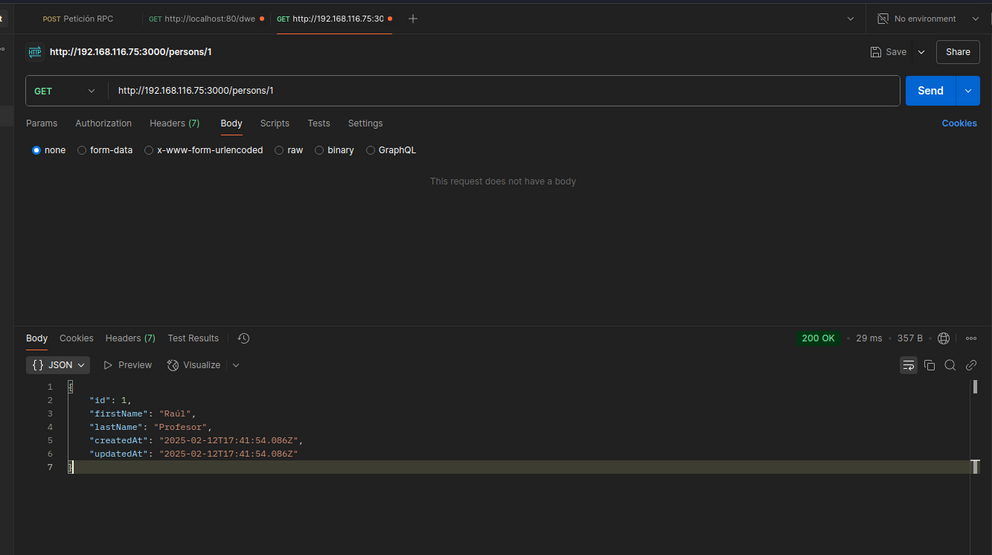 POST Petición RPC GET http://localhost:80/dwe GET http://192.168.116.75:30 No environment
HTTP http://192.168.116.75:3000/persons/1 Save Share
GET http://192.168.116.75:3000/persons/1 Send
Params Authorization Headers (7) Body Scripts Tests Settings Cookies
none form-data x-www-form-urlencoded raw binary GraphQL
This request does not have a body
Body Cookies Headers (7) Test Results 200 OK • 29 ms • 357 B
{} JSON Preview Visualize
1 {
2 "id": 1,
3 "firstName": "Raúl",
4 "lastName": "Profesor",
5 "createdAt": "2025-02-12T17:41:54.086Z",
6 "updatedAt": "2025-02-12T17:41:54.086Z"
7 }